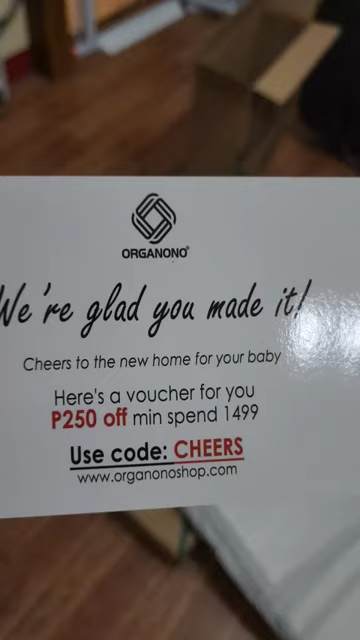 ORGANONO®
We're glad you made it!
Cheers to the new home for your baby
Here's a voucher for you
P250 off min spend 1499
Use code: CHEERS
www.organonoshop.com